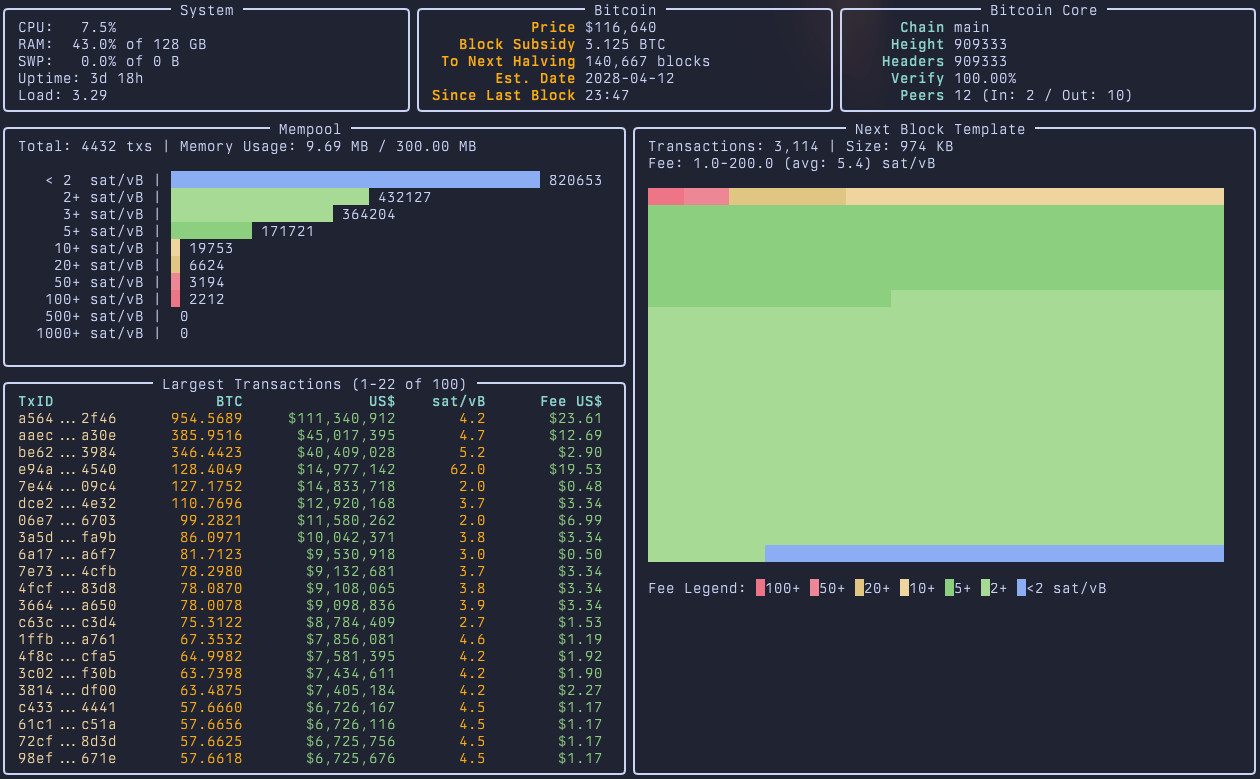 System
CPU: 7.5%
RAM: 43.0% of 128 GB
SWP: 0.0% of 0 B
Uptime: 3d 18h
Load: 3.29
Bitcoin
Price $116,640
Block Subsidy 3.125 BTC
To Next Halving 140,667 blocks
Est. Date 2028-04-12
Since Last Block 23:47
Bitcoin Core
Chain main
Height 909333
Headers 909333
Verify 100.00%
Peers 12 (In: 2 / Out: 10)
Mempool
Total: 4432 txs | Memory Usage: 9.69 MB / 300.00 MB
< 2 sat/vB | 820653
2+ sat/vB | 432127
3+ sat/vB | 364204
5+ sat/vB | 171721
10+ sat/vB | 19753
20+ sat/vB | 6624
50+ sat/vB | 3194
100+ sat/vB | 2212
500+ sat/vB | 0
1000+ sat/vB | 0
Largest Transactions (1-22 of 100)
TxID BTC US$ sat/vB Fee US$
a564...2f46 954.5689 $111,340,912 4.2 $23.61
aaec...a30e 385.9516 $45,017,395 4.7 $12.69
be62...3984 346.4423 $40,409,028 5.2 $2.90
e94a...4540 128.4049 $14,977,142 62.0 $19.53
7e44...09c4 127.1752 $14,833,718 2.0 $0.48
dce2...4e32 110.7696 $12,920,168 3.7 $3.34
06e7...6703 99.2821 $11,580,262 2.0 $6.99
3a5d...fa9b 86.0971 $10,042,371 3.8 $3.34
6a17...a6f7 81.7123 $9,530,918 3.0 $0.50
7e73...4cfb 78.2980 $9,132,681 3.7 $3.34
4fcf...83d8 78.0870 $9,108,065 3.8 $3.34
3664...a650 78.0078 $9,098,836 3.9 $3.34
c63c...c3d4 75.3122 $8,784,409 2.7 $1.53
1ffb...a761 67.3532 $7,856,081 4.6 $1.19
4f8c...cfa5 64.9982 $7,581,395 4.2 $1.92
3c02...f30b 63.7398 $7,434,611 4.2 $1.90
3814...df00 63.4875 $7,405,184 4.2 $2.27
c433...4441 57.6660 $6,726,167 4.5 $1.17
61c1...c51a 57.6656 $6,726,116 4.5 $1.17
72cf...8d3d 57.6625 $6,725,756 4.5 $1.17
98ef...671e 57.6618 $6,725,676 4.5 $1.17
Next Block Template
Transactions: 3,114 | Size: 974 KB
Fee: 1.0-200.0 (avg: 5.4) sat/vB
Fee Legend: 100+ 50+ 20+ 10+ 5+ 2+ <2 sat/vB